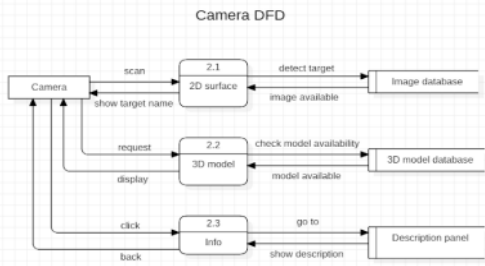 Camera DFD
scan
2.1
detect target
Camera
2D surface
Image database
show target name
image available
request
2.2
check model availability
3D model
3D model database
display
model available
click
2.3
go to
Info
Description panel
back
show description